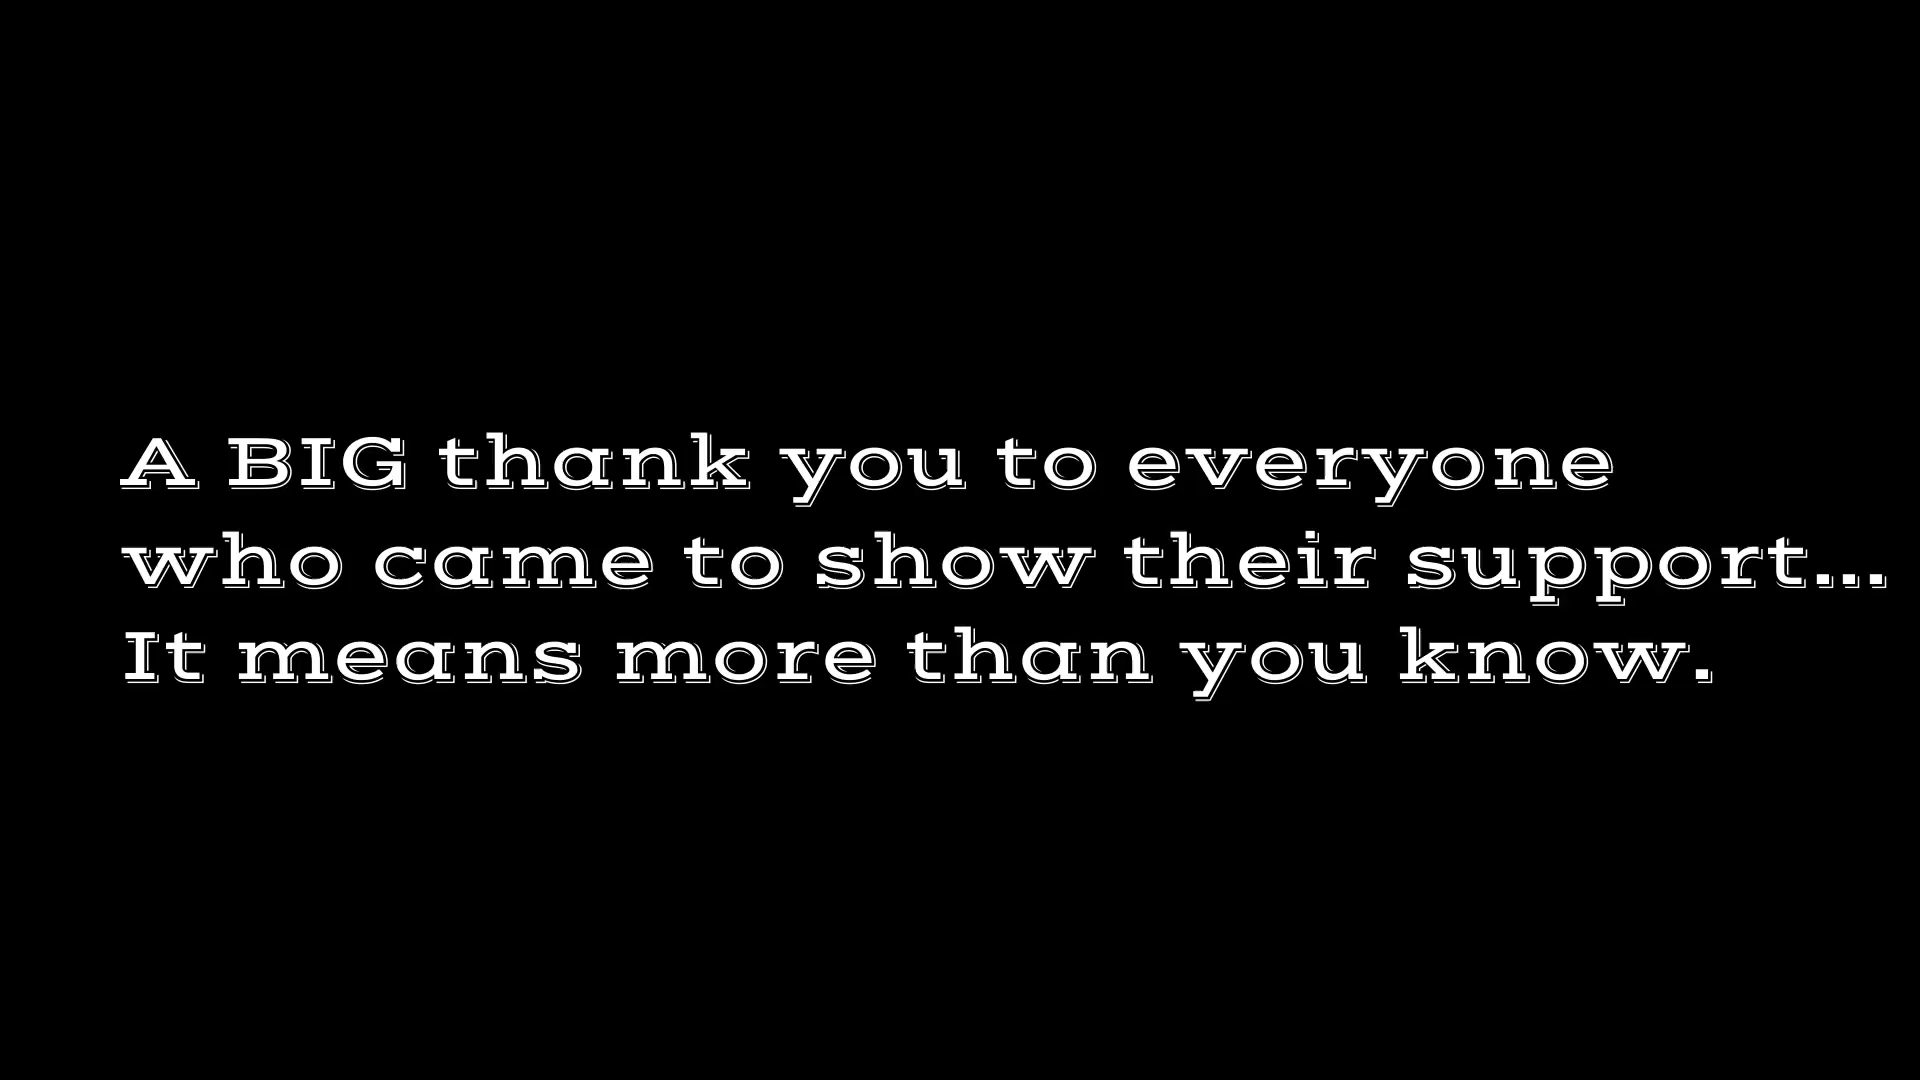 A BIG thank you to everyone
who came to show their support...
It means more than you know.